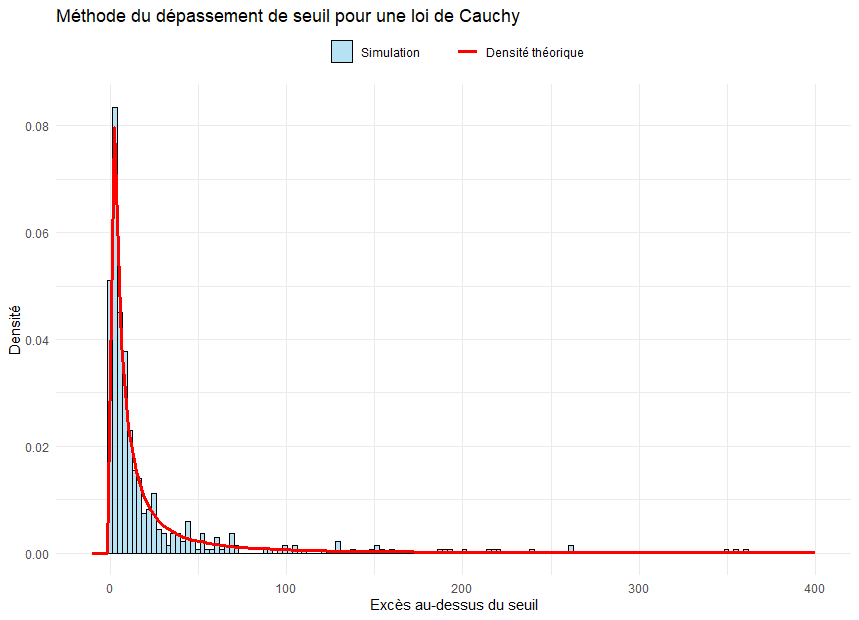 Méthode du dépassement de seuil pour une loi de Cauchy
Simulation
Densité théorique
0.08
0.06
0.04
0.02
0.00
Densité
0
100
200
300
400
Excès au-dessus du seuil